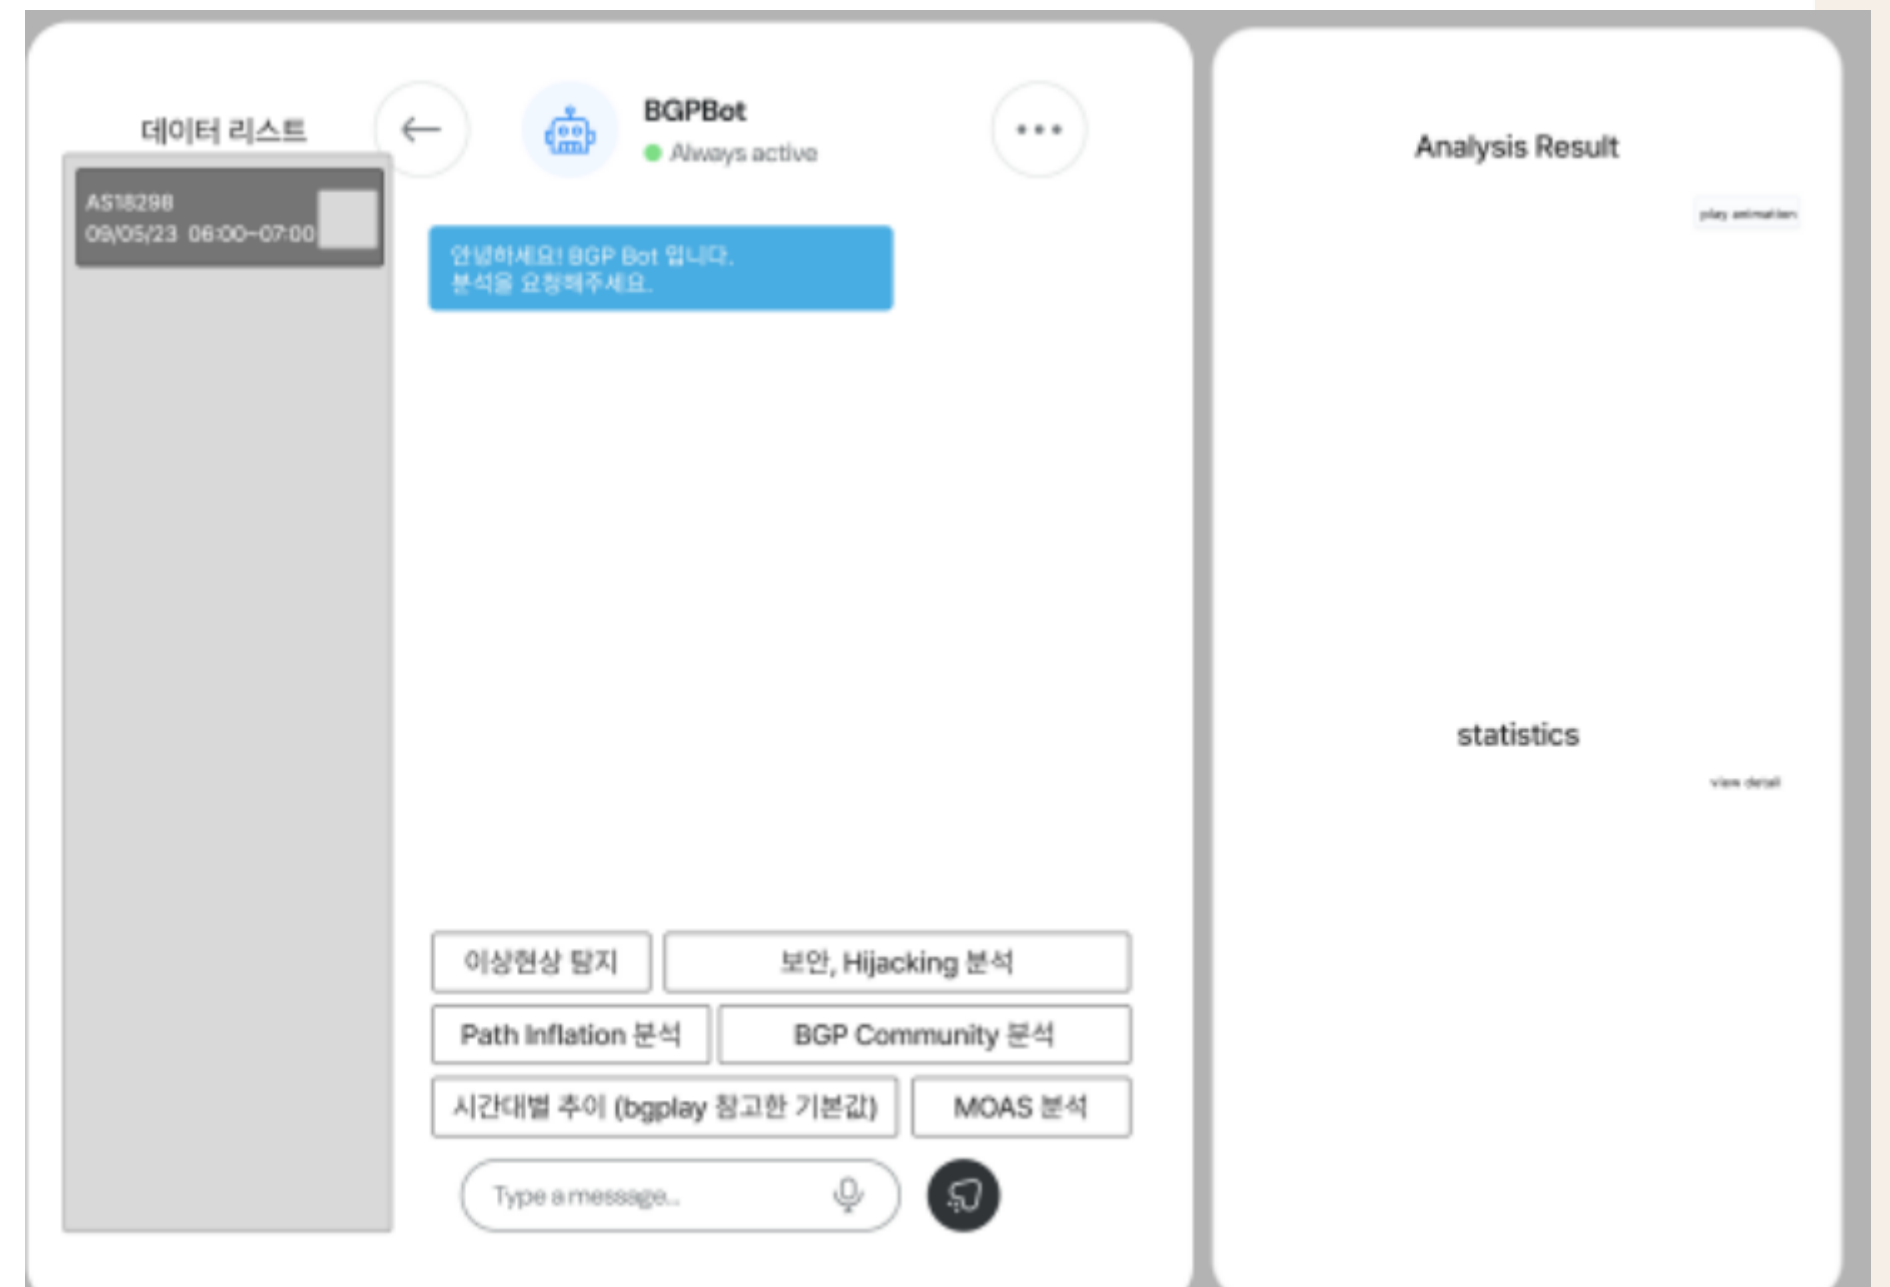 데이터 리스트
AS18298
09/05/23 06:00-07:00
BGPBot
Always active
안녕하세요! BGP Bot 입니다.
분석을 요청해주세요.
이상현상 탐지
보안, Hijacking 분석
Path Inflation 분석
BGP Community 분석
시간대별 추이 (bgplay 참고한 기본값)
MOAS 분석
Type a message...
Analysis Result
play animation
statistics
view detail